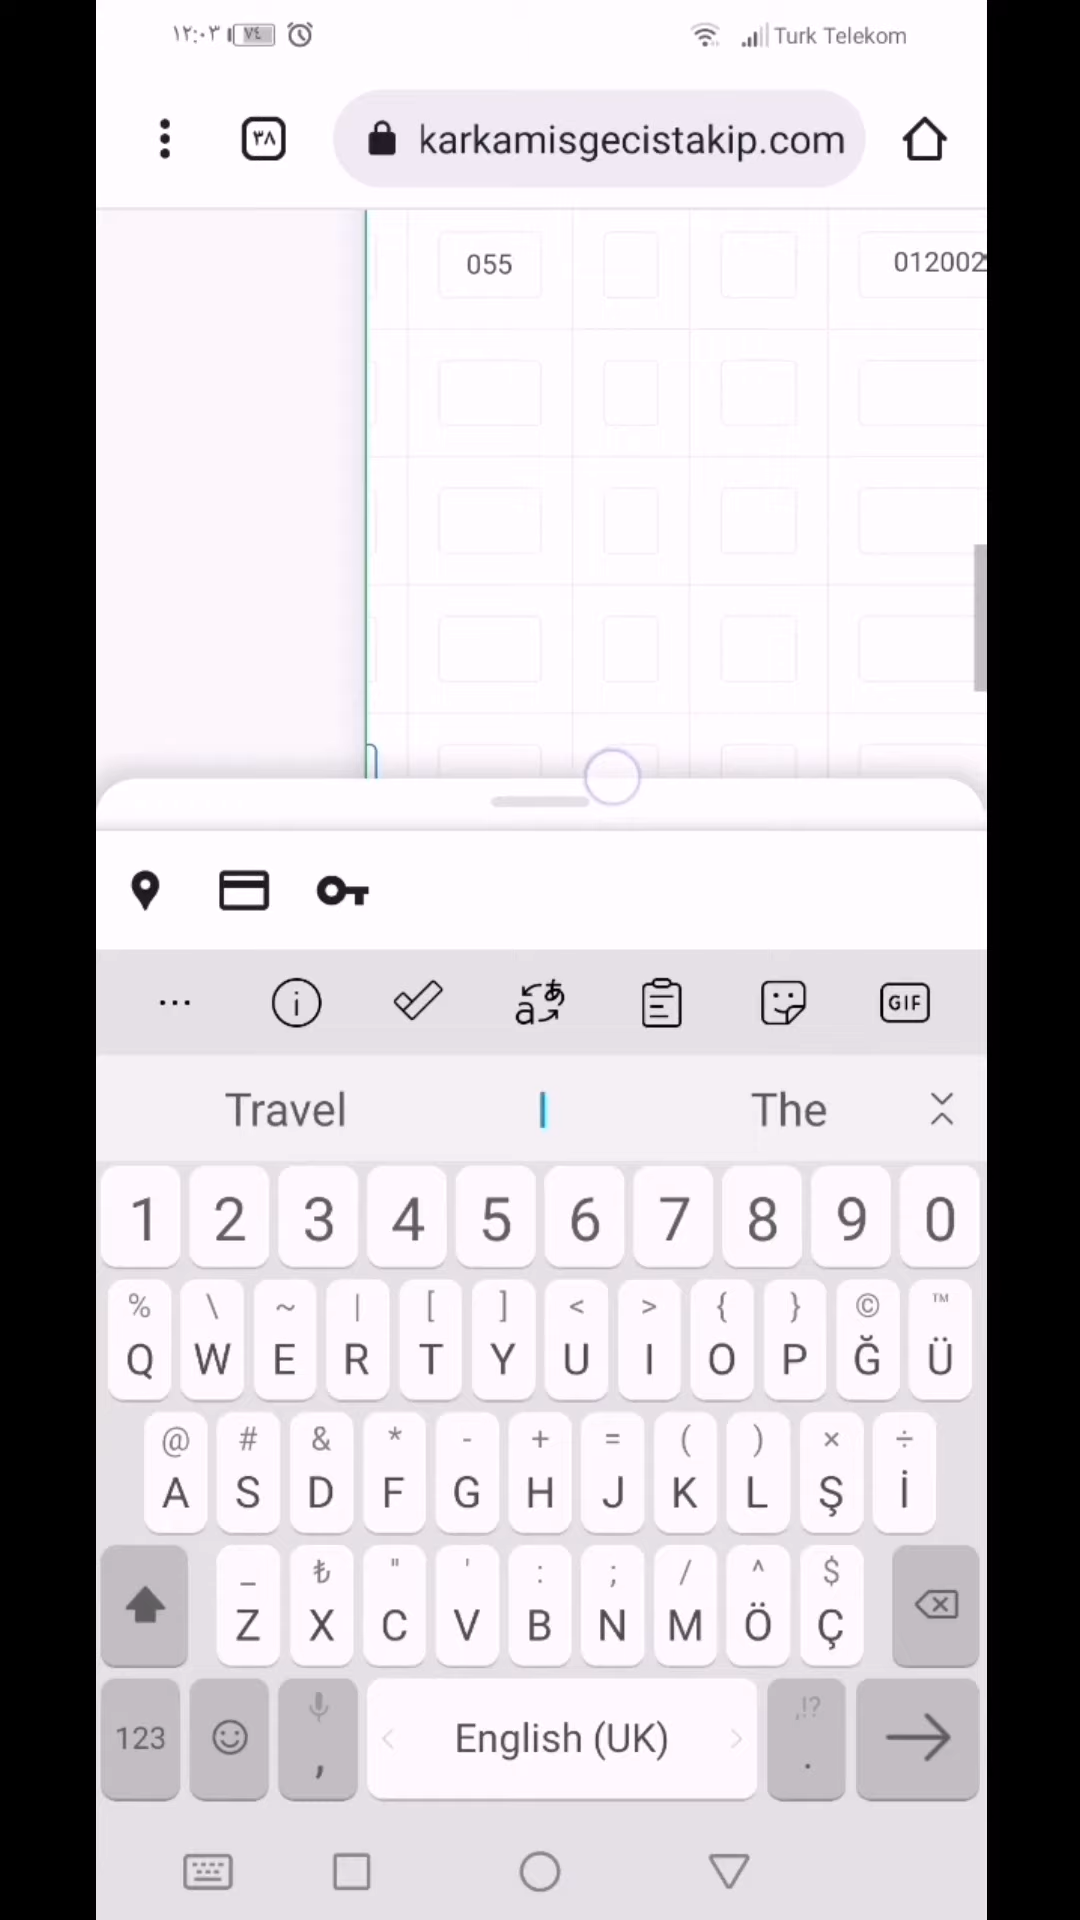 ١٢:٠٣ ٧٤ Turk Telekom
٣٨ karkamisgecistakip.com
055 012002
GIF
Travel The
1 2 3 4 5 6 7 8 9 0
% \ ~ | [ ] < > { } © ™
Q W E R T Y U I O P Ğ Ü
@ # & * - + = ( ) × ÷
A S D F G H J K L Ş İ
_ ₺ " ' : ; / ^ $
Z X C V B N M Ö Ç
,!?
123 , English (UK) .